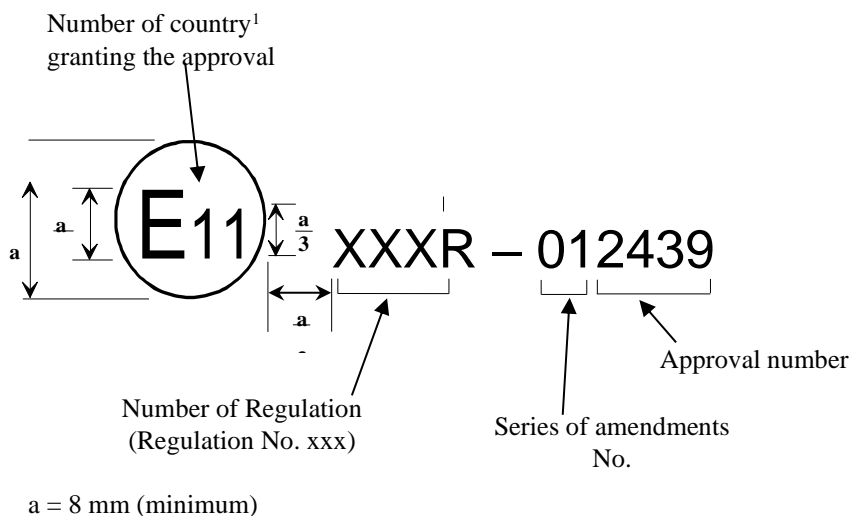 Number of country1
granting the approval
a
a
E11
a
3
XXXR – 012439
a
Approval number
Number of Regulation
(Regulation No. xxx)
Series of amendments
No.
a = 8 mm (minimum)